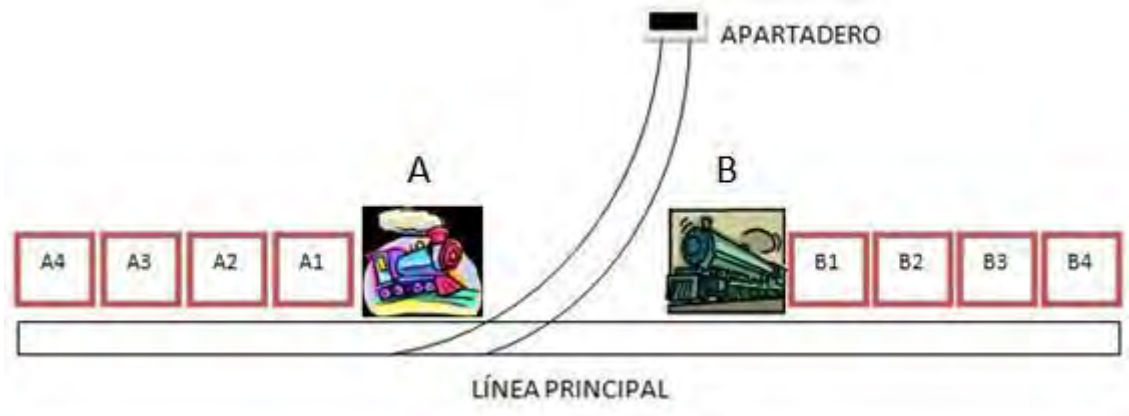 APARTADERO
A B
A4 A3 A2 A1 B1 B2 B3 B4
LÍNEA PRINCIPAL